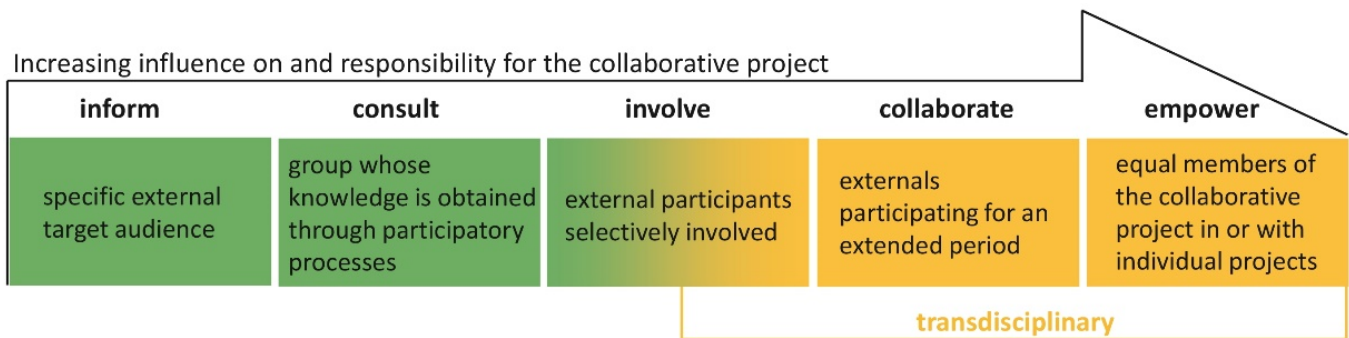 Increasing influence on and responsibility for the collaborative project
inform
consult
involve
collaborate
empower
specific external
target audience
group whose
knowledge is obtained
through participatory
processes
external participants
selectively involved
externals
participating for an
extended period
equal members of
the collaborative
project in or with
individual projects
transdisciplinary